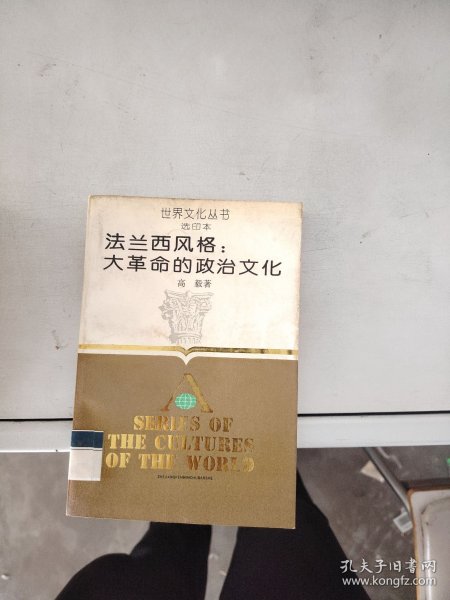 世界文化丛书
选印本
法兰西风格：
大革命的政治文化
高 毅著
A
SERIES OF
THE CULTURES
OF THE WORLD
ZHEJIANGRENMINCHUBANSHE
孔夫子旧书网
www.kongfz.com